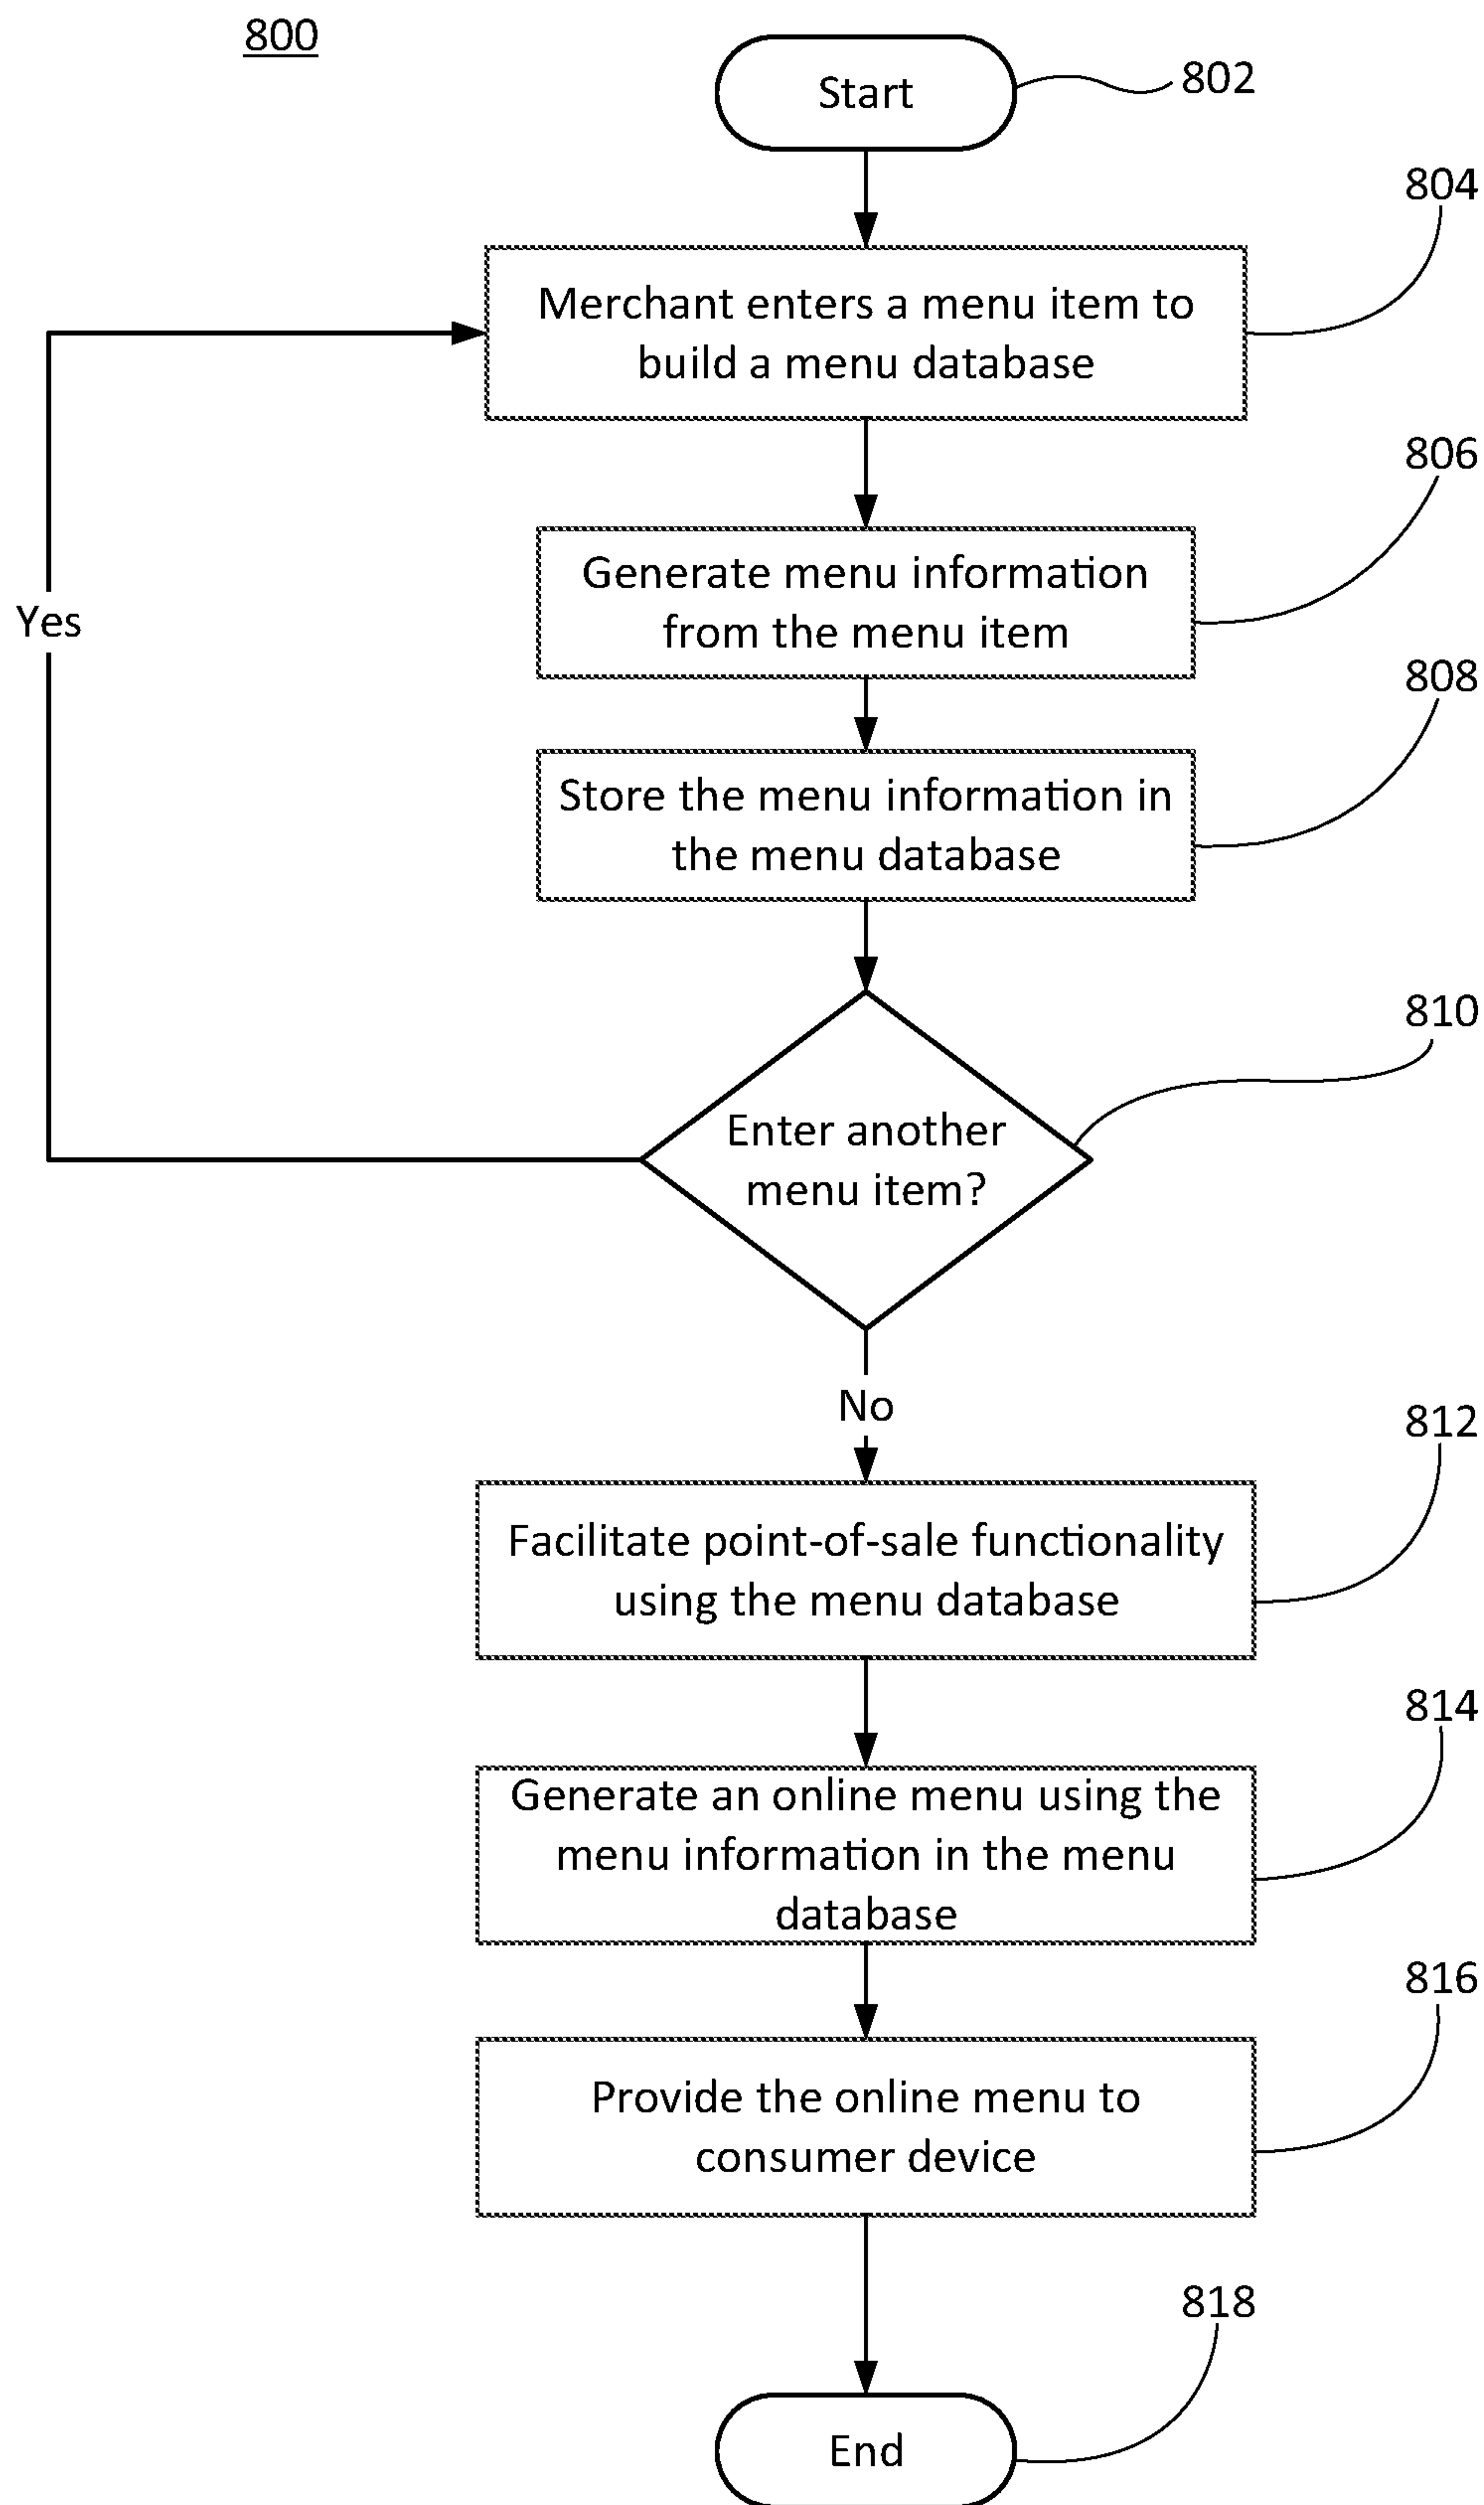 800
Start
802
804
Merchant enters a menu item to
build a menu database
806
Generate menu information
from the menu item
Yes
808
Store the menu information in
the menu database
810
Enter another
menu item?
No
812
Facilitate point-of-sale functionality
using the menu database
814
Generate an online menu using the
menu information in the menu
database
816
Provide the online menu to
consumer device
818
End